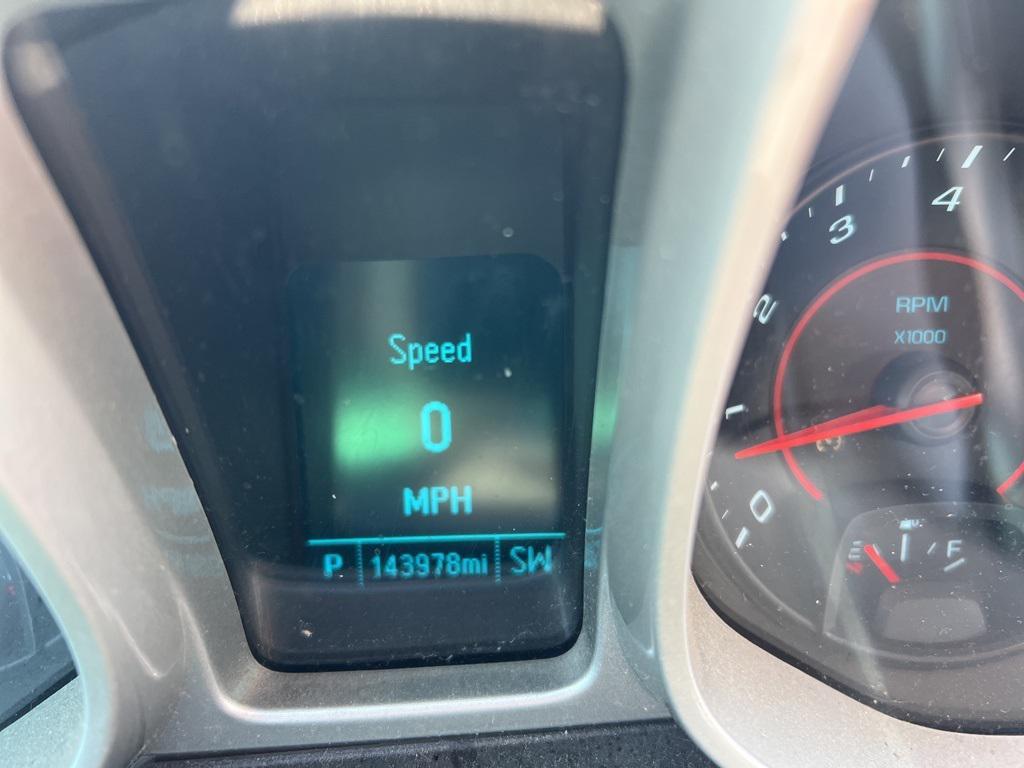 Speed
0
MPH
P 143978mi SW
4
3
2
1
0
RPM
X1000
E F